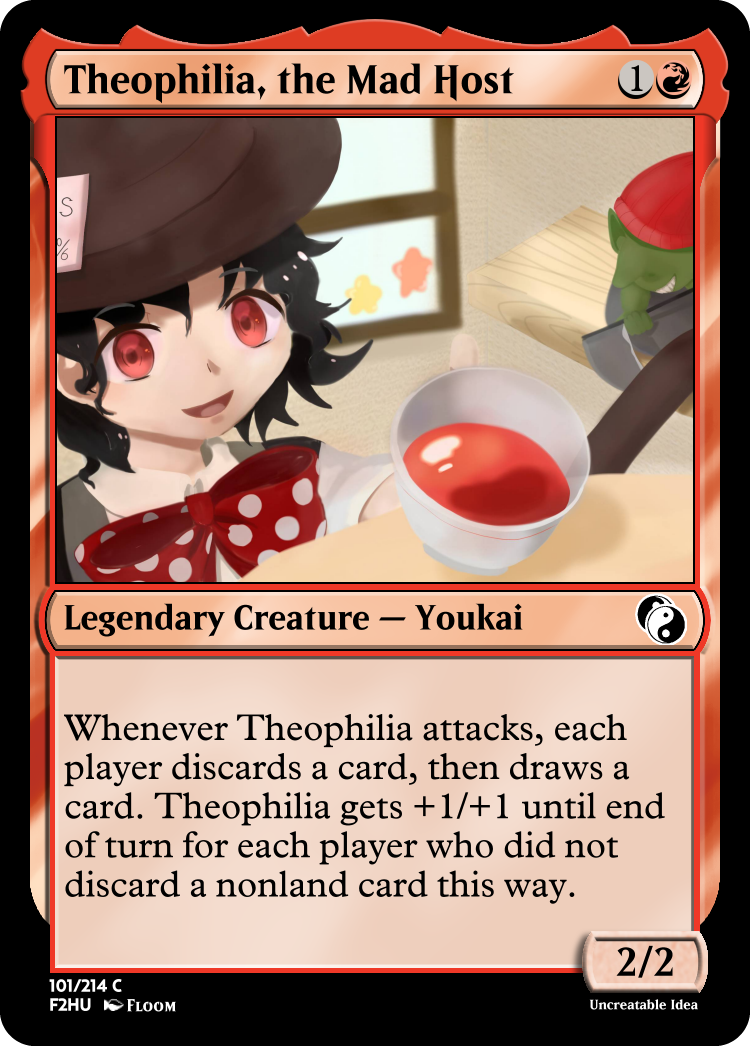 Theophilia, the Mad Host
1
S
%
Legendary Creature — Youkai
Whenever Theophilia attacks, each
player discards a card, then draws a
card. Theophilia gets +1/+1 until end
of turn for each player who did not
discard a nonland card this way.
2/2
101/214 C
F2HU FLOOM
Uncreatable Idea